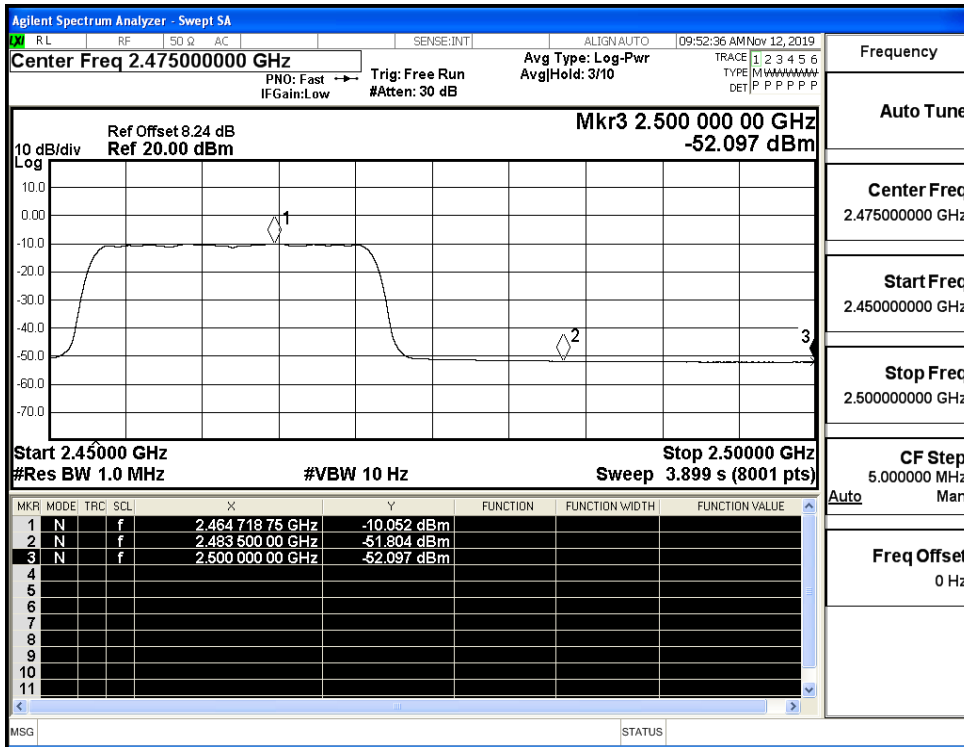 Agilent Spectrum Analyzer - Swept SA
LXI RL RF 50 Ω AC SENSE:INT ALIGN AUTO 09:52:36 AM Nov 12, 2019
Center Freq 2.475000000 GHz
PNO: Fast
IFGain:Low
Trig: Free Run
#Atten: 30 dB
Avg Type: Log-Pwr
Avg|Hold: 3/10
TRACE 1 2 3 4 5 6
TYPE M WWWWW
DET P P P P P P
Mkr3 2.500 000 00 GHz
-52.097 dBm
Ref Offset 8.24 dB
10 dB/div Ref 20.00 dBm
Log
10.0
0.00
-10.0
-20.0
-30.0
-40.0
-50.0
-60.0
-70.0
1
2
3
Start 2.45000 GHz Stop 2.50000 GHz
#Res BW 1.0 MHz #VBW 10 Hz Sweep 3.899 s (8001 pts)
MKR MODE TRC SCL X Y FUNCTION FUNCTION WIDTH FUNCTION VALUE
1 N f 2.464 718 75 GHz -10.052 dBm
2 N f 2.483 500 00 GHz -51.804 dBm
3 N f 2.500 000 00 GHz -52.097 dBm
4
5
6
7
8
9
10
11
MSG STATUS
Frequency
Auto Tune
Center Freq
2.475000000 GHz
Start Freq
2.450000000 GHz
Stop Freq
2.500000000 GHz
CF Step
5.000000 MHz
Auto Man
Freq Offset
0 Hz